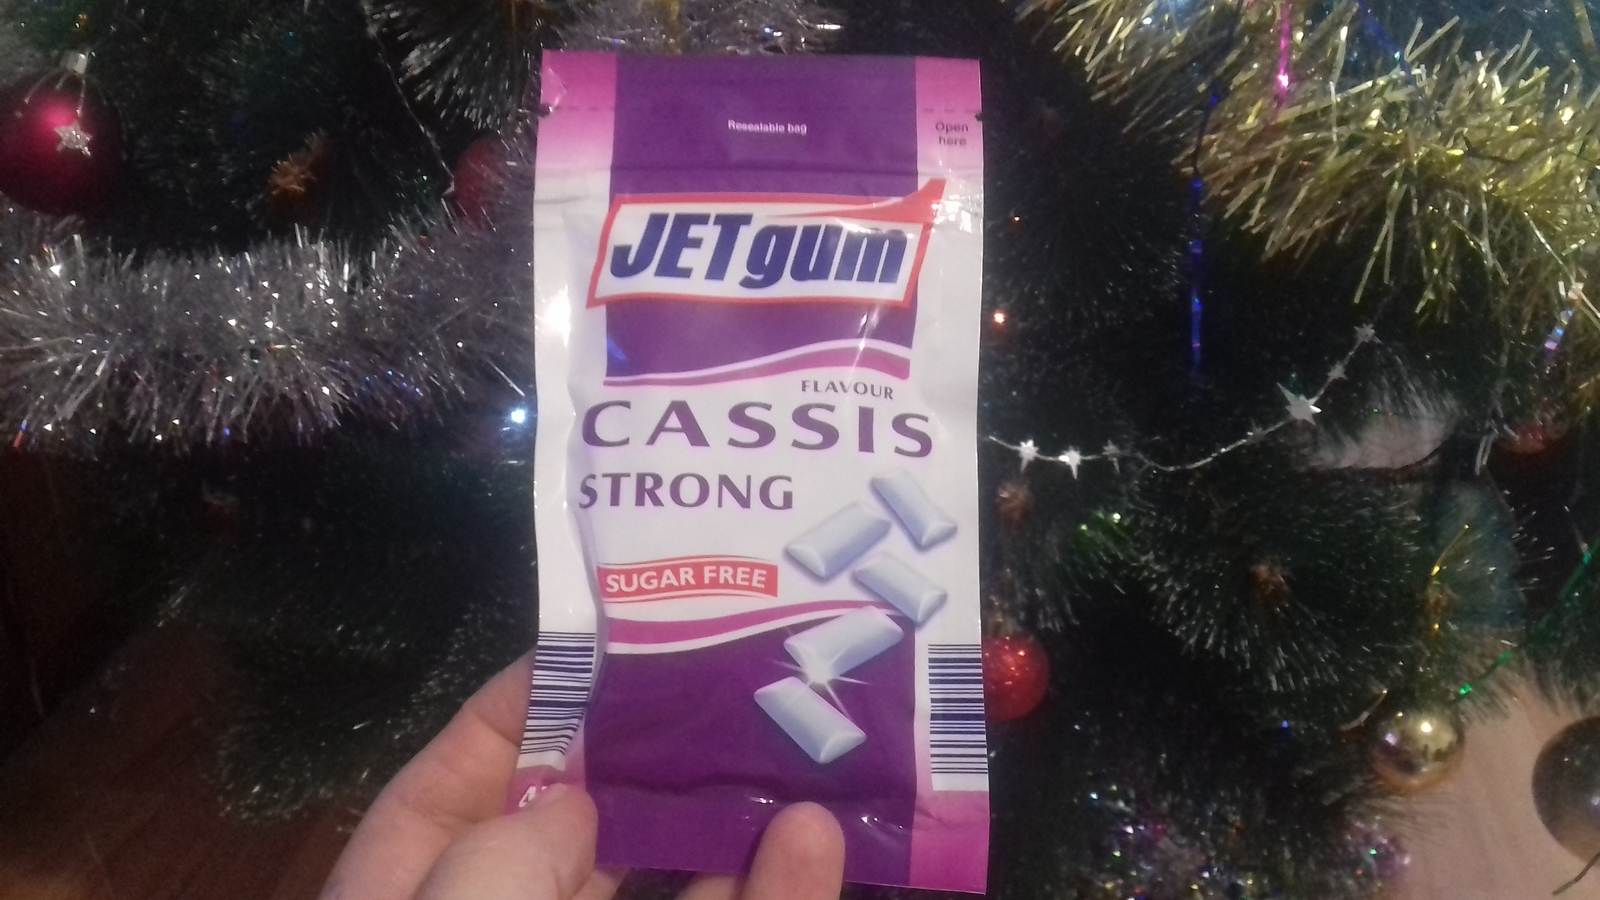 Resealable bag
Open
here
JETgum
FLAVOUR
CASSIS
STRONG
SUGAR FREE